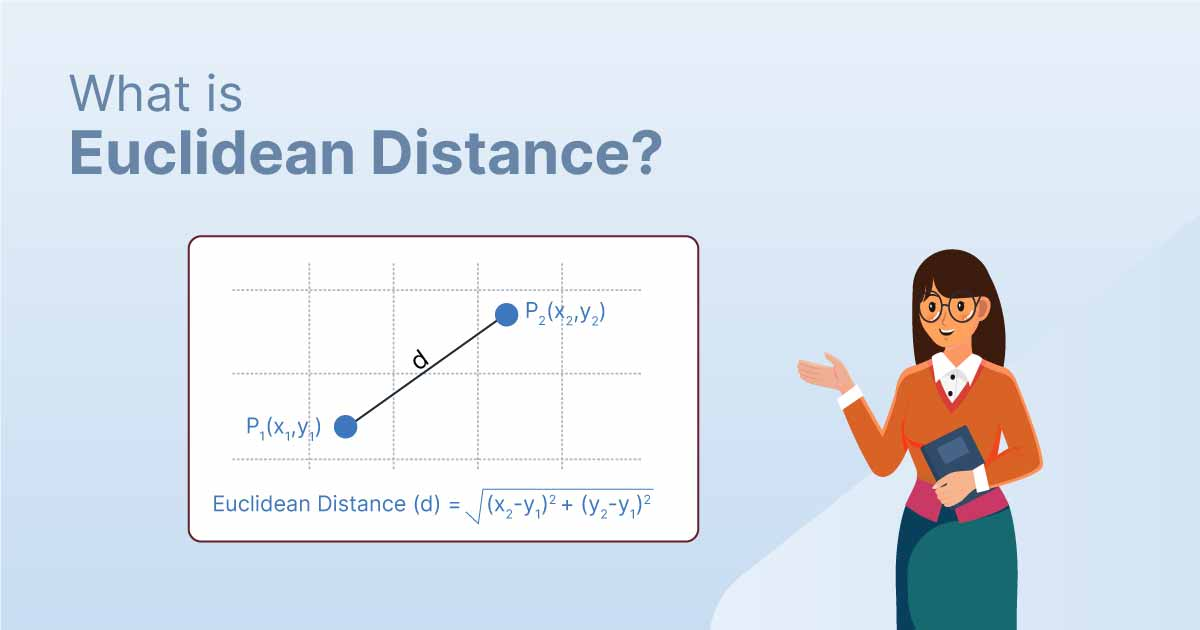 What is
Euclidean Distance?
d
P₂(x₂,y₂)
P₁(x₁,y₁)
Euclidean Distance (d) = √(x₂-y₁)² + (y₂-y₁)²